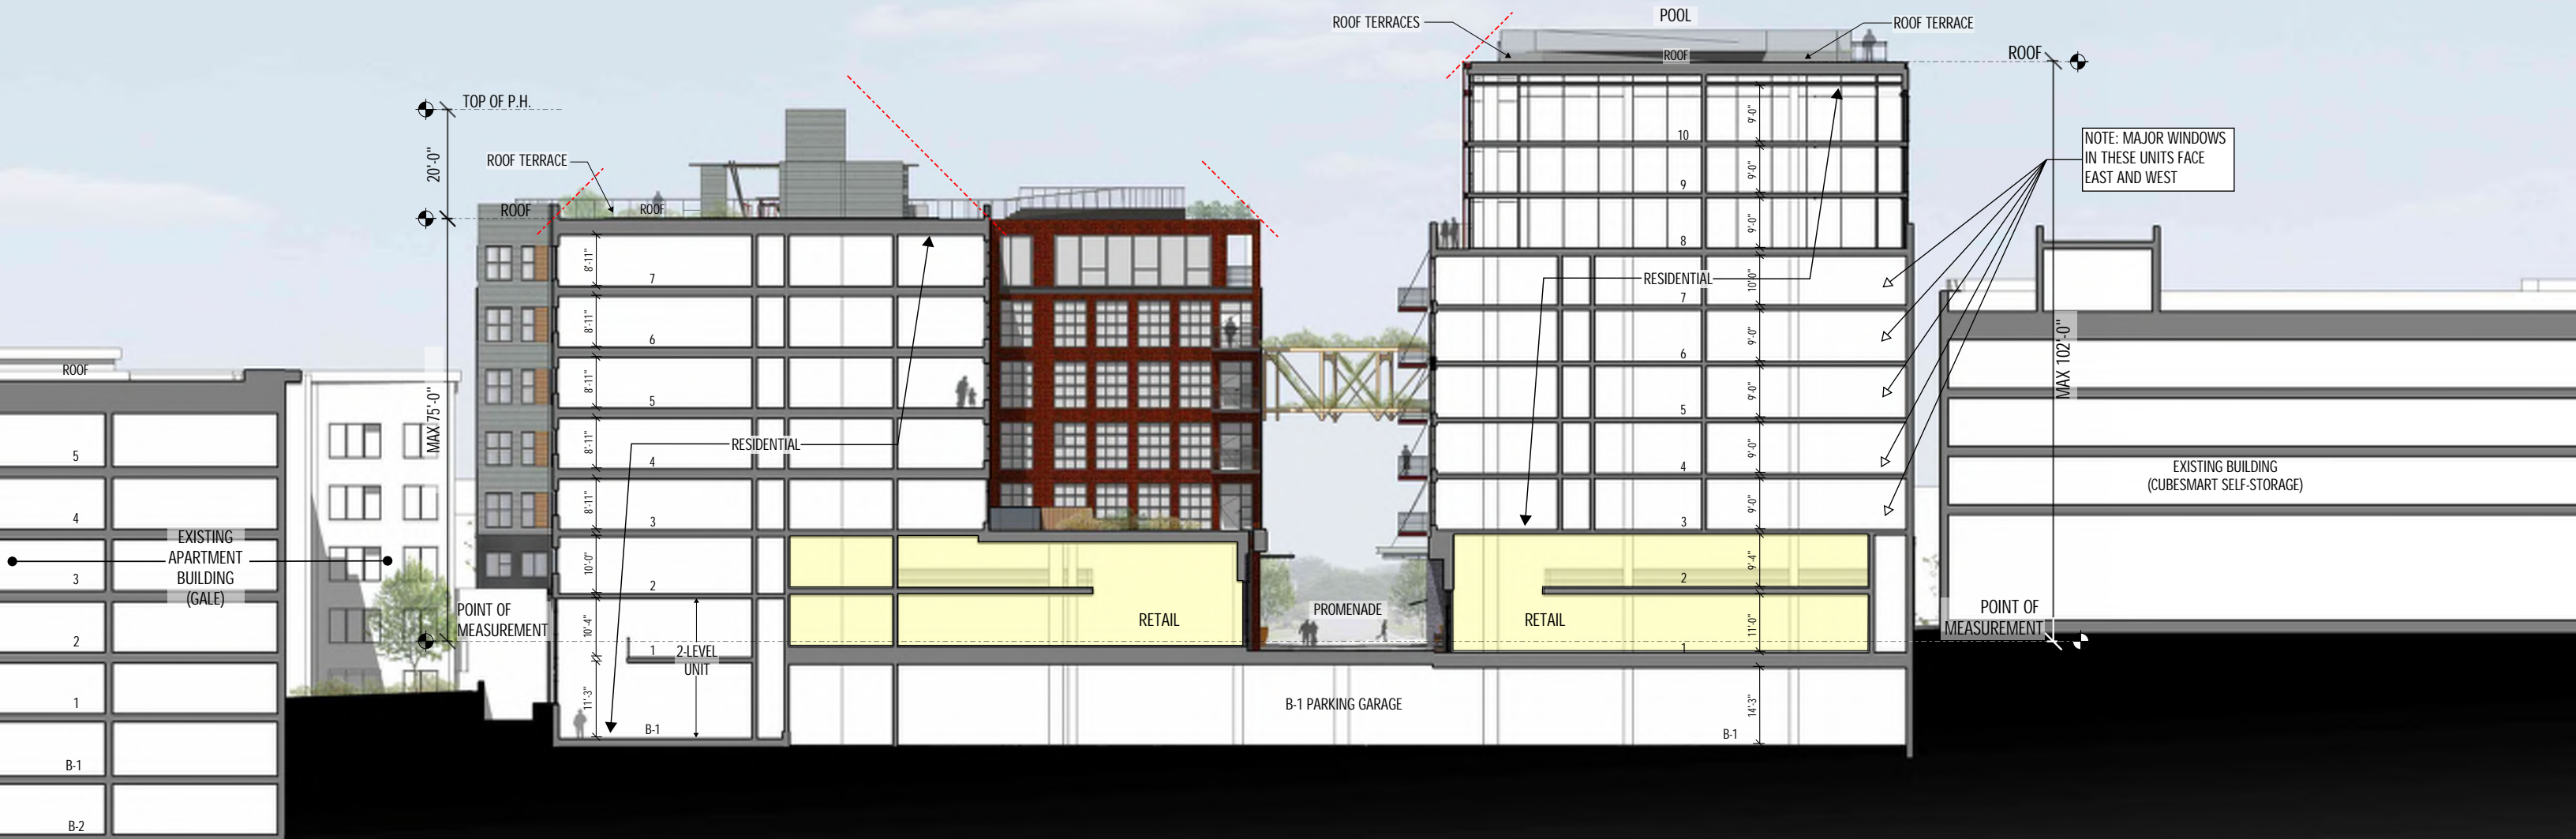 POOL
ROOF TERRACES
ROOF TERRACE
ROOF
ROOF
TOP OF P.H.
20'-0"
ROOF TERRACE
ROOF
ROOF
NOTE: MAJOR WINDOWS
IN THESE UNITS FACE
EAST AND WEST
10
9'-0"
9
9'-0"
8
9'-0"
RESIDENTIAL
7
10'-0"
6
9'-0"
5
9'-0"
4
9'-0"
3
9'-0"
MAX 102'-0"
7
8'-11"
6
8'-11"
5
8'-11"
RESIDENTIAL
4
8'-11"
3
8'-11"
2
10'-0"
10'-4"
1
2-LEVEL
UNIT
11'-3"
B-1
MAX 75'-0"
ROOF
5
4
3
2
1
B-1
B-2
EXISTING
APARTMENT
BUILDING
(GALE)
POINT OF
MEASUREMENT
RETAIL
PROMENADE
RETAIL
2
9'-4"
11'-0"
1
B-1 PARKING GARAGE
14'-3"
B-1
POINT OF
MEASUREMENT
EXISTING BUILDING
(CUBESMART SELF-STORAGE)